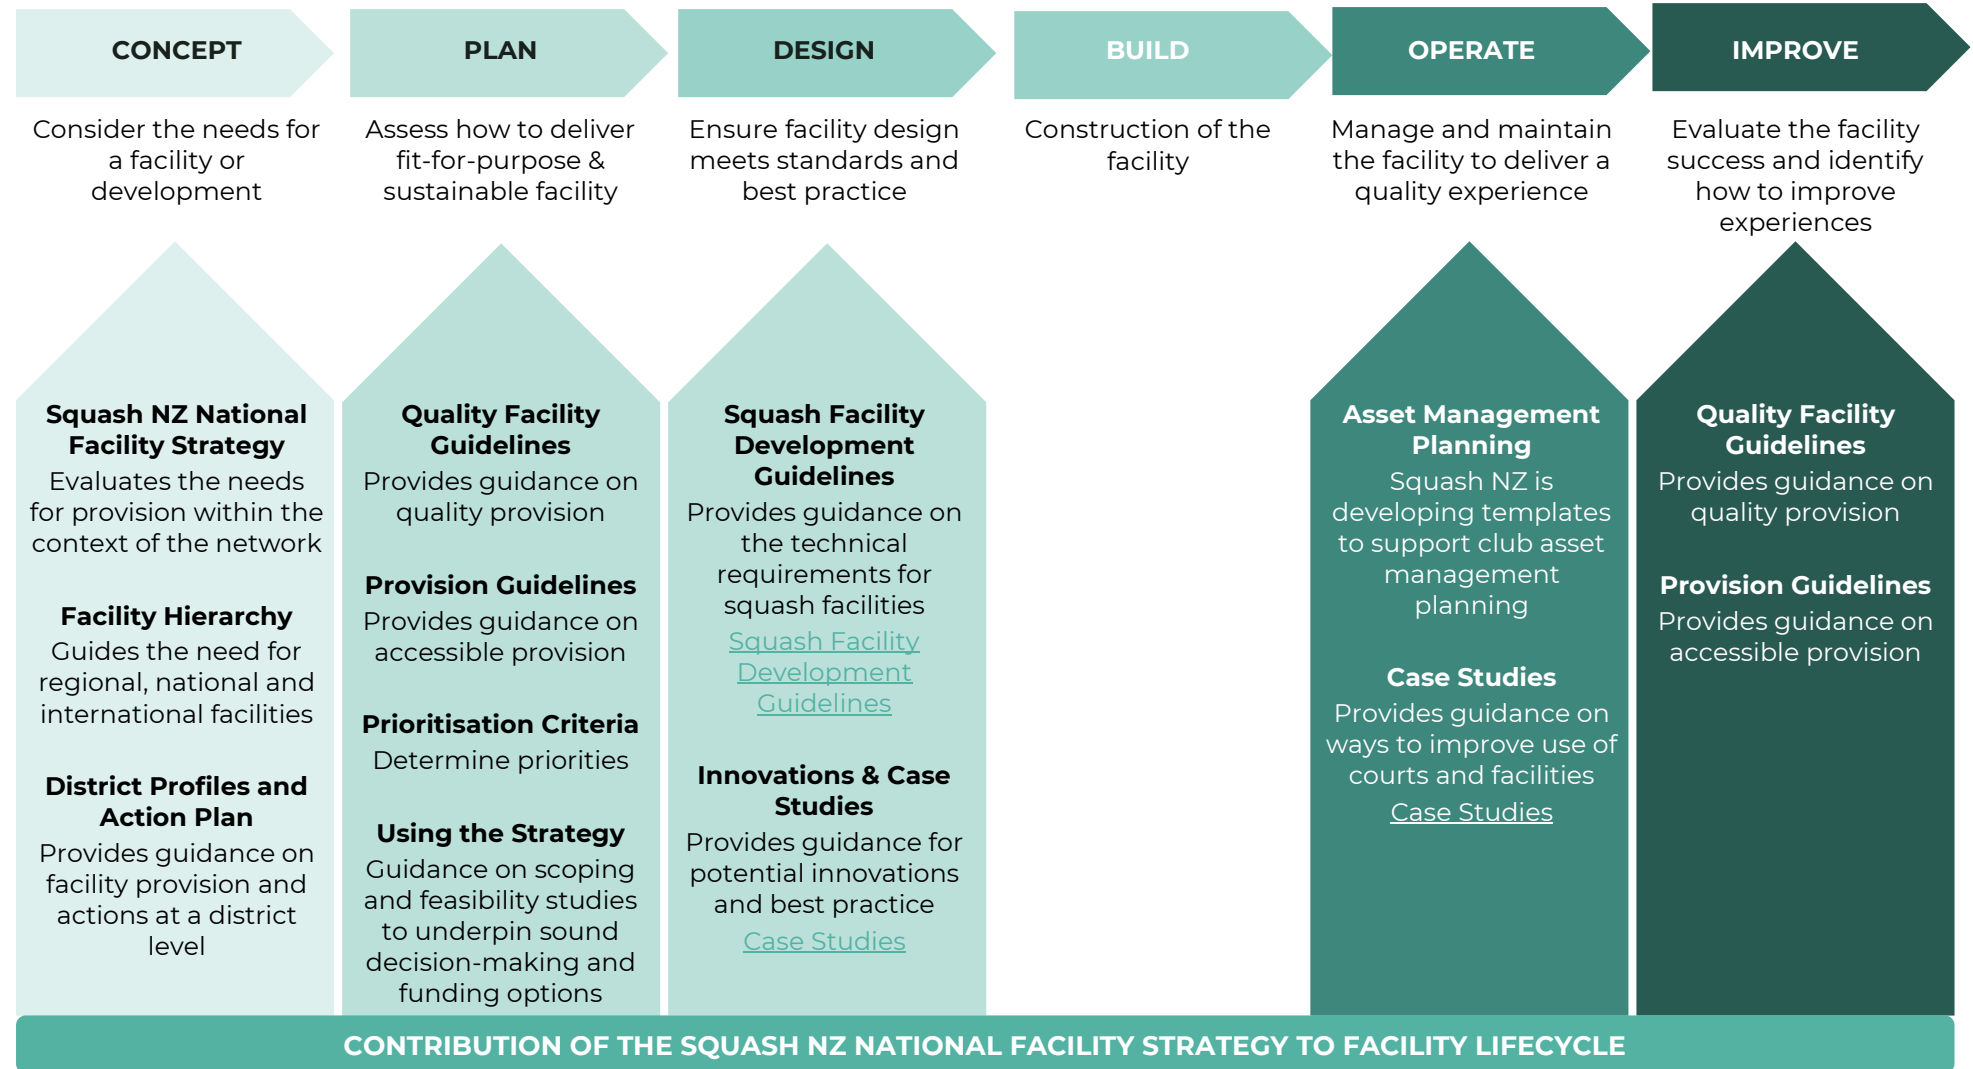 CONCEPT
PLAN
DESIGN
BUILD
OPERATE
IMPROVE
Consider the needs for
a facility or
development
Assess how to deliver
fit-for-purpose &
sustainable facility
Ensure facility design
meets standards and
best practice
Construction of the
facility
Manage and maintain
the facility to deliver a
quality experience
Evaluate the facility
success and identify
how to improve
experiences
Squash NZ National
Facility Strategy
Evaluates the needs
for provision within the
context of the network
Facility Hierarchy
Guides the need for
regional, national and
international facilities
District Profiles and
Action Plan
Provides guidance on
facility provision and
actions at a district
level
Quality Facility
Guidelines
Provides guidance on
quality provision
Provision Guidelines
Provides guidance on
accessible provision
Prioritisation Criteria
Determine priorities
Using the Strategy
Guidance on scoping
and feasibility studies
to underpin sound
decision-making and
funding options
Squash Facility
Development
Guidelines
Provides guidance on
the technical
requirements for
squash facilities
Squash Facility
Development
Guidelines
Innovations & Case
Studies
Provides guidance for
potential innovations
and best practice
Case Studies
Asset Management
Planning
Squash NZ is
developing templates
to support club asset
management
planning
Case Studies
Provides guidance on
ways to improve use of
courts and facilities
Case Studies
Quality Facility
Guidelines
Provides guidance on
quality provision
Provision Guidelines
Provides guidance on
accessible provision
CONTRIBUTION OF THE SQUASH NZ NATIONAL FACILITY STRATEGY TO FACILITY LIFECYCLE